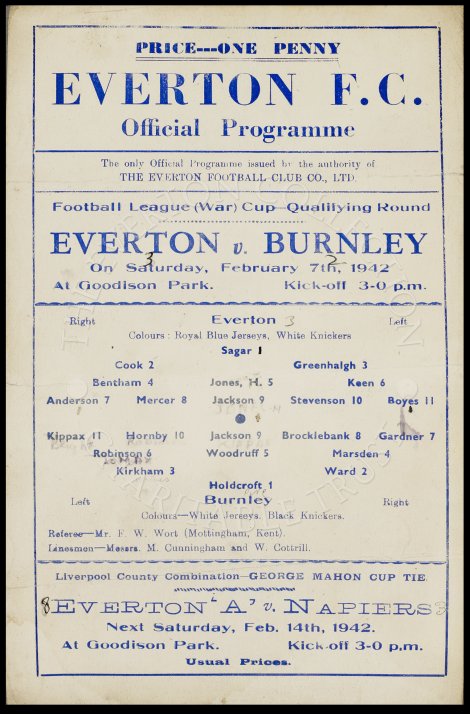 PRICE---ONE PENNY
EVERTON F.C.
Official Programme
The only Official Programme issued by the authority of
THE EVERTON FOOTBALL CLUB CO., LTD.
Football League (War) Cup—Qualifying Round
EVERTON v. BURNLEY
3 2
On Saturday, February 7th, 1942
At Goodison Park. Kick-off 3-0 p.m.
Right Everton 3 Left
Colours: Royal Blue Jerseys, White Knickers
Sagar 1
Cook 2 Greenhalgh 3
Bentham 4 Jones, H. 5 Keen 6
Anderson 7 Mercer 8 Jackson 9 Stevenson 10 Boyes 11
Kippax 11 Hornby 10 Jackson 9 Brocklebank 8 Gardner 7
Robinson 6 Woodruff 5 Marsden 4
Kirkham 3 Ward 2
Holdcroft 1
Left Burnley Right
Colours—White Jerseys, Black Knickers.
Referee—Mr. F. W. Wort (Mottingham, Kent).
Linesmen—Messrs. M. Cunningham and W. Cottrill.
Liverpool County Combination—GEORGE MAHON CUP TIE.
8 EVERTON "A" v. NAPIERS 3
Next Saturday, Feb. 14th, 1942.
At Goodison Park. Kick-off 3-0 p.m.
Usual Prices.